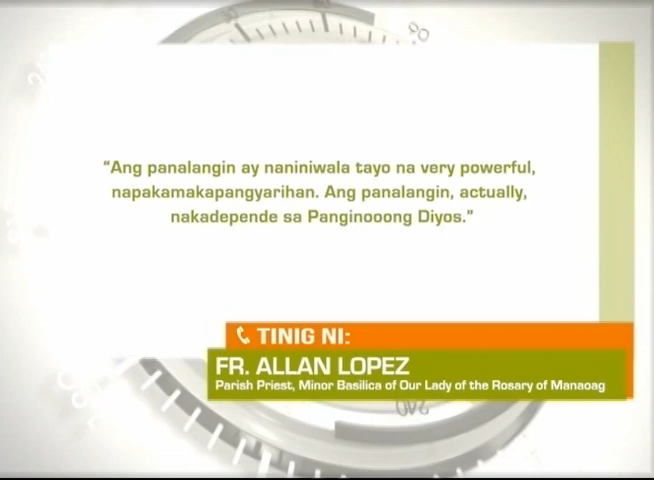 “Ang panalangin ay naniniwala tayo na very powerful,
napakamakapangyarihan. Ang panalangin, actually,
nakadepende sa Panginooong Diyos.”
TINIG NI:
FR. ALLAN LOPEZ
Parish Priest, Minor Basilica of Our Lady of the Rosary of Manaoag
240